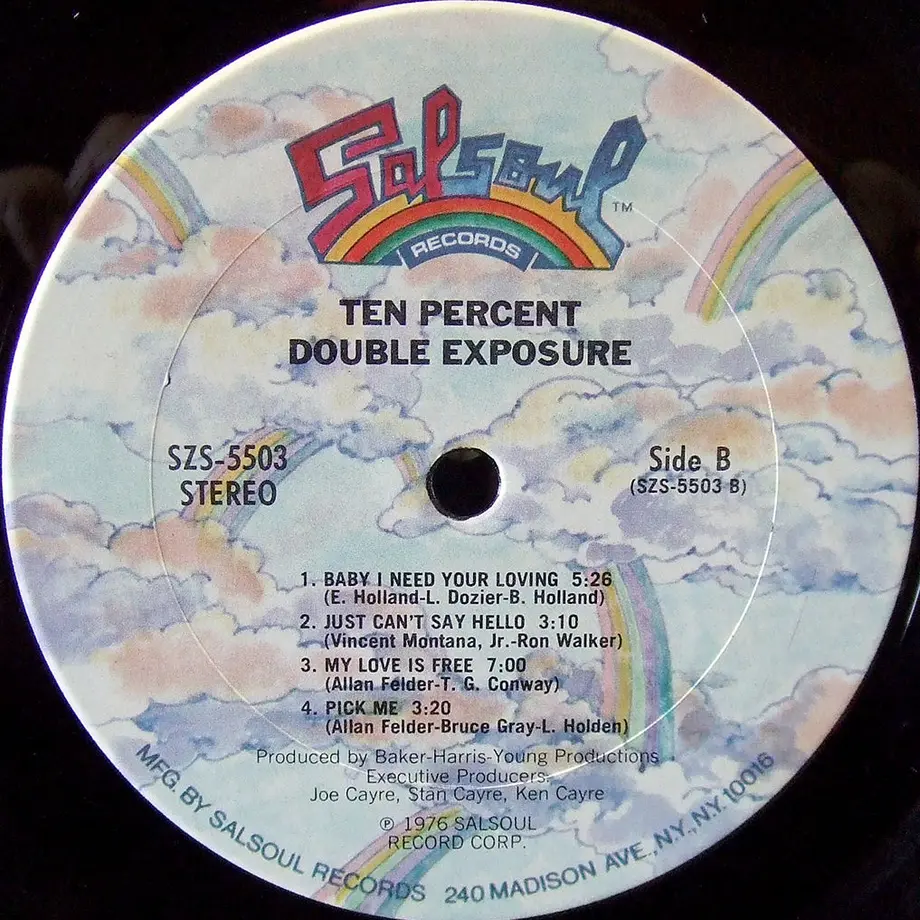 Salsoul
TM
RECORDS
TEN PERCENT
DOUBLE EXPOSURE
SZS-5503
STEREO
Side B
(SZS-5503 B)
1. BABY I NEED YOUR LOVING 5:26
(E. Holland-L. Dozier-B. Holland)
2. JUST CAN'T SAY HELLO 3:10
(Vincent Montana, Jr.-Ron Walker)
3. MY LOVE IS FREE 7:00
(Allan Felder-T. G. Conway)
4. PICK ME 3:20
(Allan Felder-Bruce Gray-L. Holden)
Produced by Baker-Harris-Young Productions
Executive Producers:
Joe Cayre, Stan Cayre, Ken Cayre
℗ 1976 SALSOUL
RECORD CORP.
MFG. BY SALSOUL RECORDS 240 MADISON AVE., N.Y., N.Y. 10016